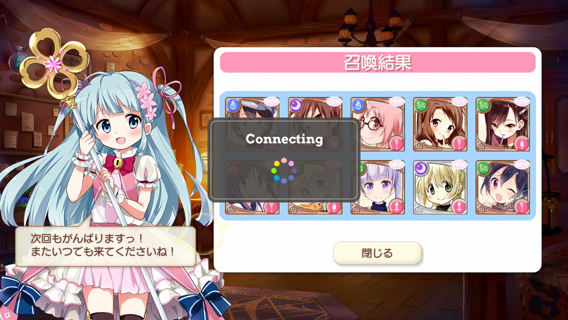 召喚結果
Connecting
次回もがんばりますっ！
またいつでも来てくださいね！
閉じる